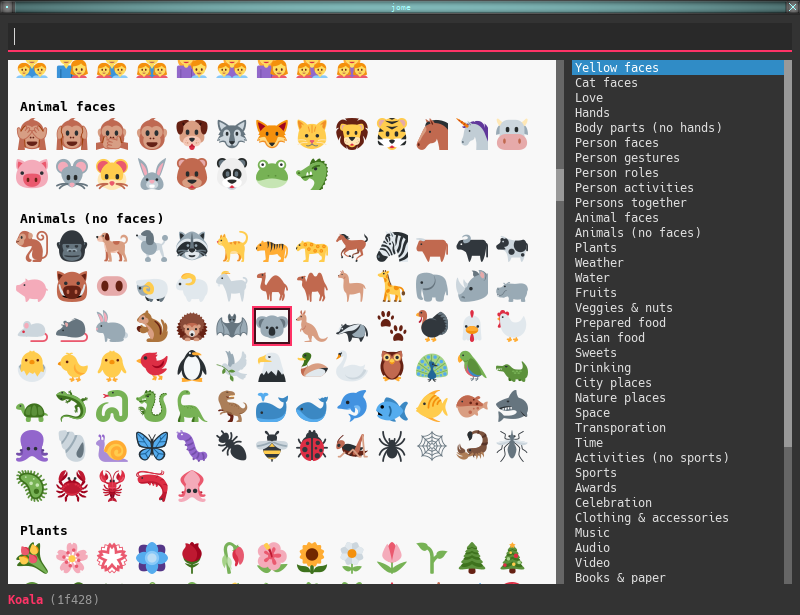 jome
Animal faces
Animals (no faces)
Plants
Yellow faces
Cat faces
Love
Hands
Body parts (no hands)
Person faces
Person gestures
Person roles
Person activities
Persons together
Animal faces
Animals (no faces)
Plants
Weather
Water
Fruits
Veggies & nuts
Prepared food
Asian food
Sweets
Drinking
City places
Nature places
Space
Transporation
Time
Activities (no sports)
Sports
Awards
Celebration
Clothing & accessories
Music
Audio
Video
Books & paper
Koala (1f428)